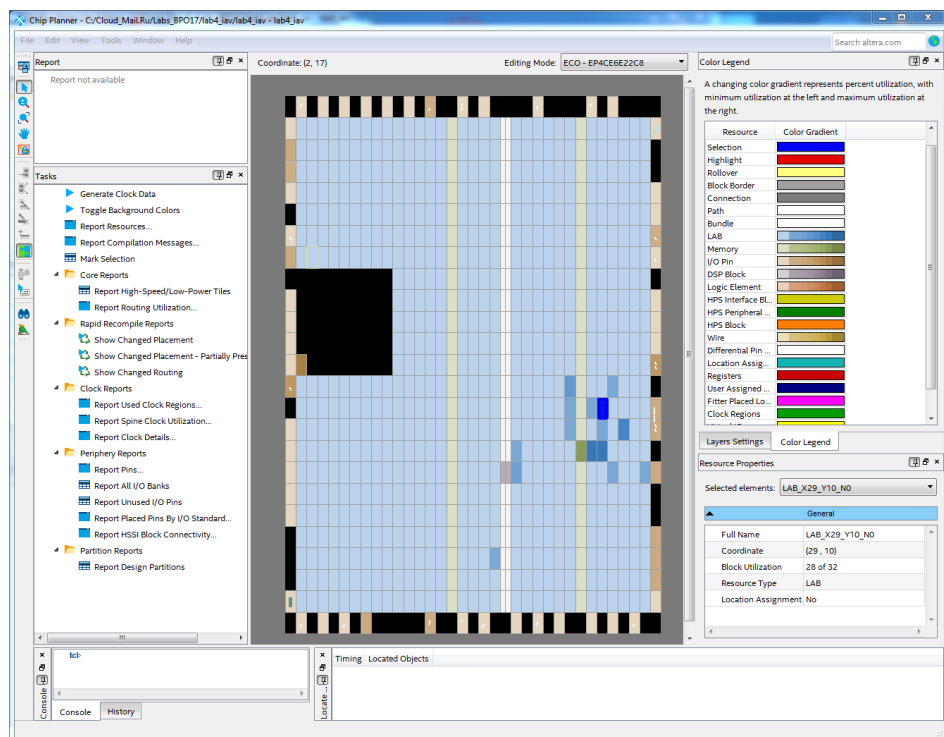 Chip Planner - C:/Cloud_Mail.Ru/Labs_BPO17/lab4_iav/lab4_iav - lab4_iav
File Edit View Tools Window Help
Search altera.com
Report
Report not available
Coordinate: (2, 17)
Editing Mode: ECO - EP4CE6E22C8
Color Legend
A changing color gradient represents percent utilization, with
minimum utilization at the left and maximum utilization at
the right.
Resource Color Gradient
Selection
Highlight
Rollover
Block Border
Connection
Path
Bundle
LAB
Memory
I/O Pin
DSP Block
Logic Element
HPS Interface Bl...
HPS Peripheral ...
HPS Block
Wire
Differential Pin ...
Location Assig...
Registers
User Assigned ...
Fitter Placed Lo...
Clock Regions
Layers Settings Color Legend
Tasks
Generate Clock Data
Toggle Background Colors
Report Resources...
Report Compilation Messages...
Mark Selection
Core Reports
Report High-Speed/Low-Power Tiles
Report Routing Utilization...
Rapid Recompile Reports
Show Changed Placement
Show Changed Placement - Partially Pres
Show Changed Routing
Clock Reports
Report Used Clock Regions...
Report Spine Clock Utilization...
Report Clock Details...
Periphery Reports
Report Pins...
Report All I/O Banks
Report Unused I/O Pins
Report Placed Pins By I/O Standard...
Report HSSI Block Connectivity...
Partition Reports
Report Design Partitions
Resource Properties
Selected elements: LAB_X29_Y10_N0
General
Full Name LAB_X29_Y10_N0
Coordinate (29 , 10)
Block Utilization 28 of 32
Resource Type LAB
Location Assignment No
tcl>
Console
Console History
Locate ...
Timing Located Objects